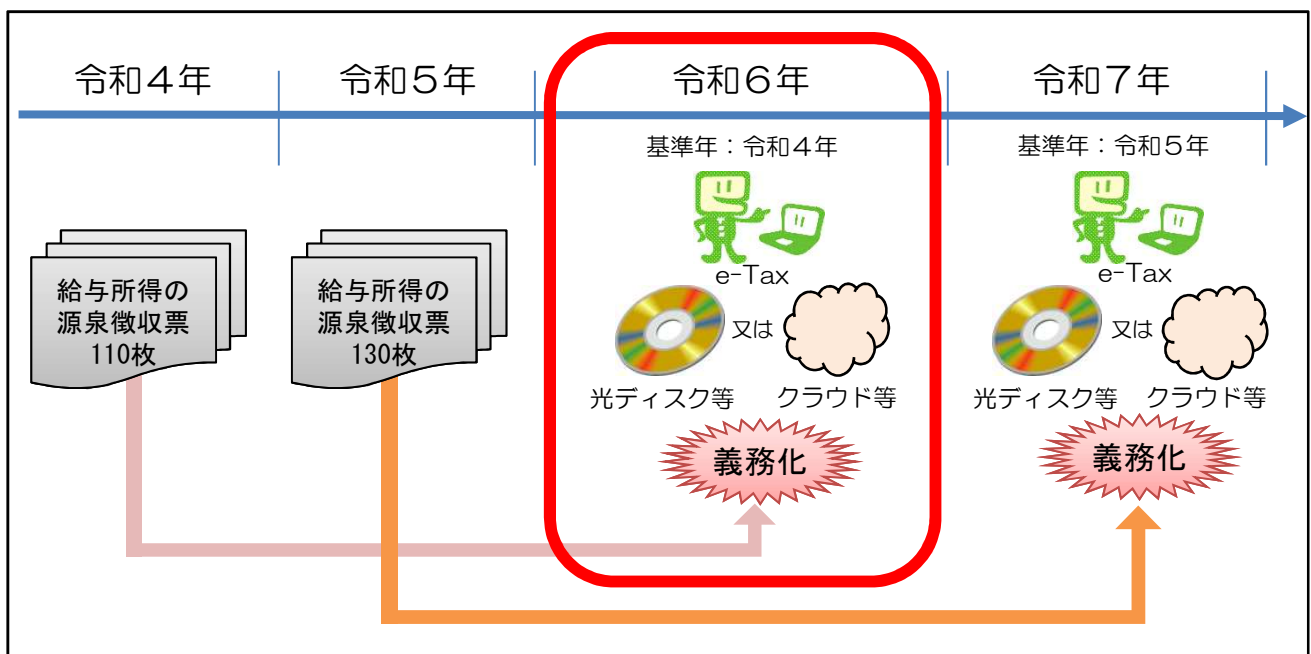 令和４年
令和５年
令和６年
令和７年
基準年：令和４年
基準年：令和５年
給与所得の
源泉徴収票
110枚
給与所得の
源泉徴収票
130枚
e-Tax
又は
光ディスク等
クラウド等
義務化
e-Tax
又は
光ディスク等
クラウド等
義務化